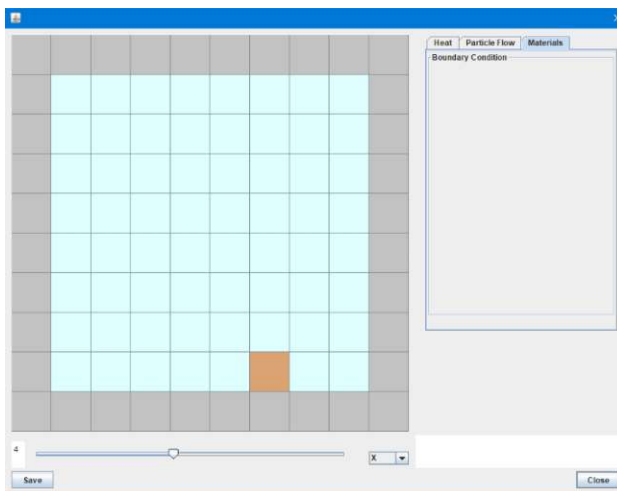 Heat Particle Flow Materials
Boundary Condition
4
X
Save
Close